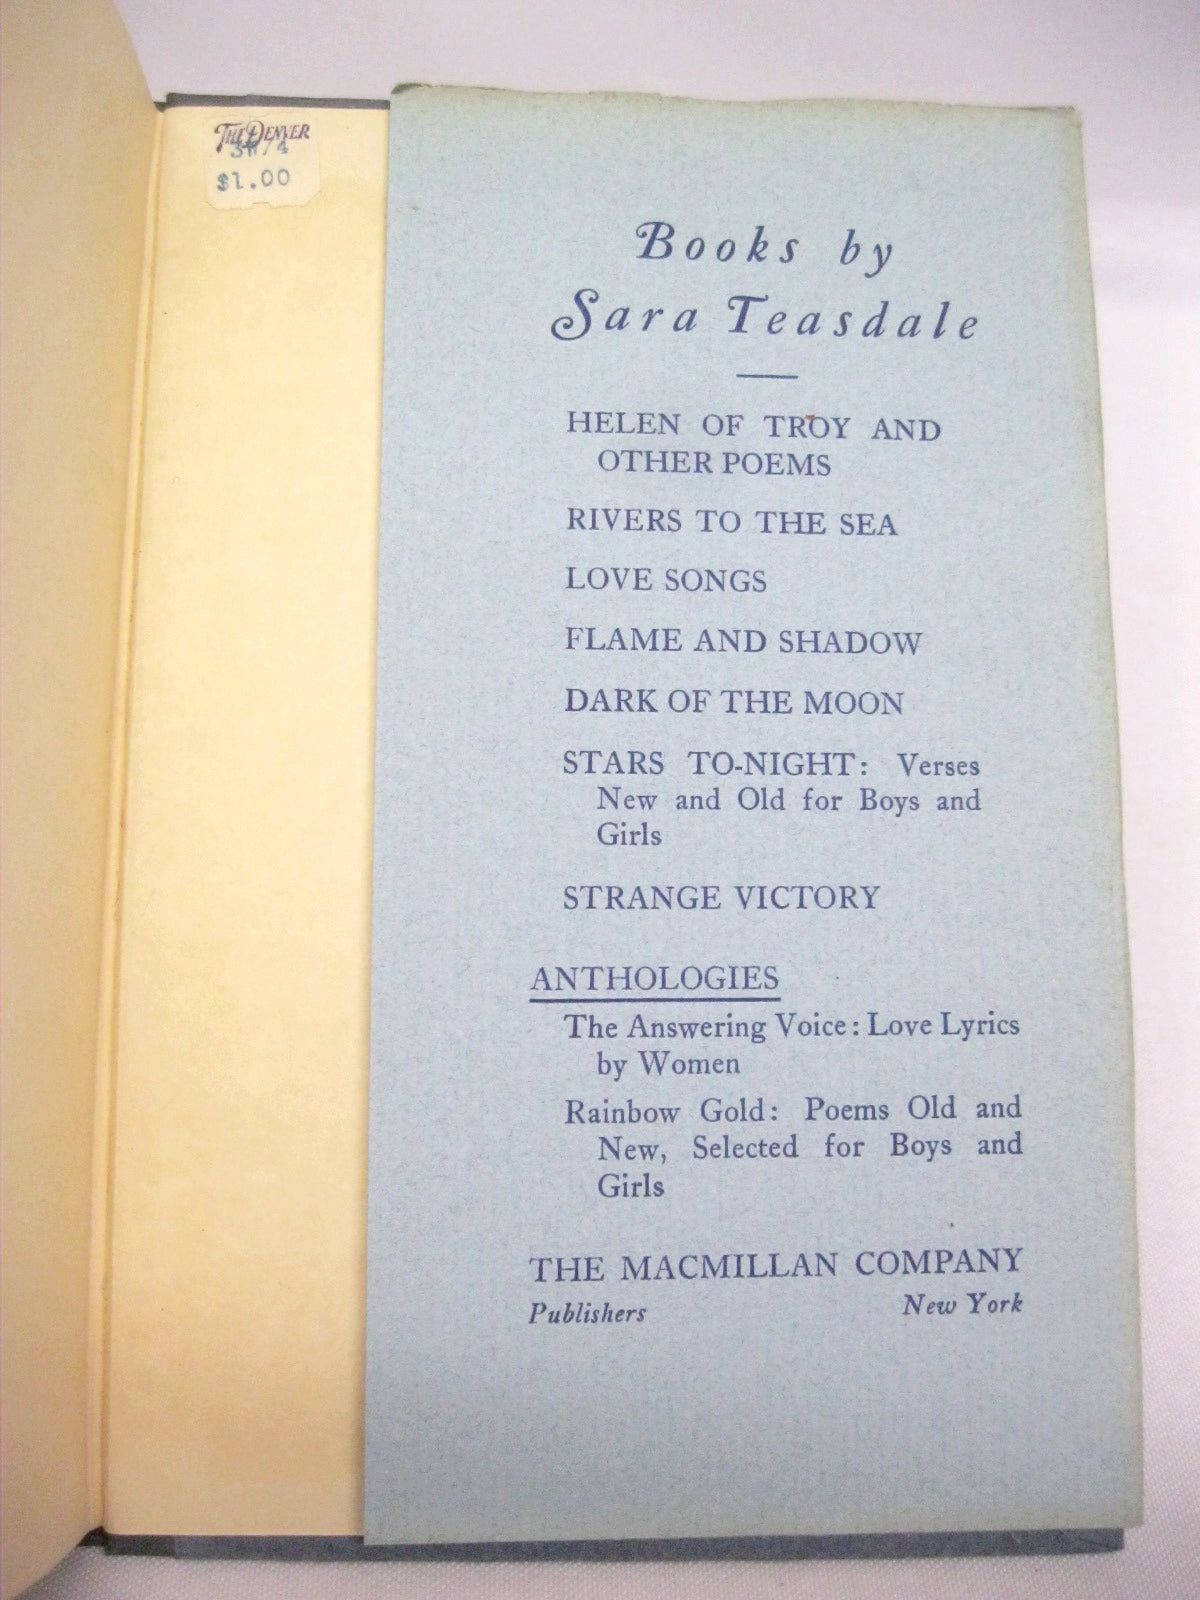 The Denver
$1.00
Books by
Sara Teasdale
HELEN OF TROY AND
OTHER POEMS
RIVERS TO THE SEA
LOVE SONGS
FLAME AND SHADOW
DARK OF THE MOON
STARS TO-NIGHT: Verses
New and Old for Boys and
Girls
STRANGE VICTORY
ANTHOLOGIES
The Answering Voice: Love Lyrics
by Women
Rainbow Gold: Poems Old and
New, Selected for Boys and
Girls
THE MACMILLAN COMPANY
Publishers New York